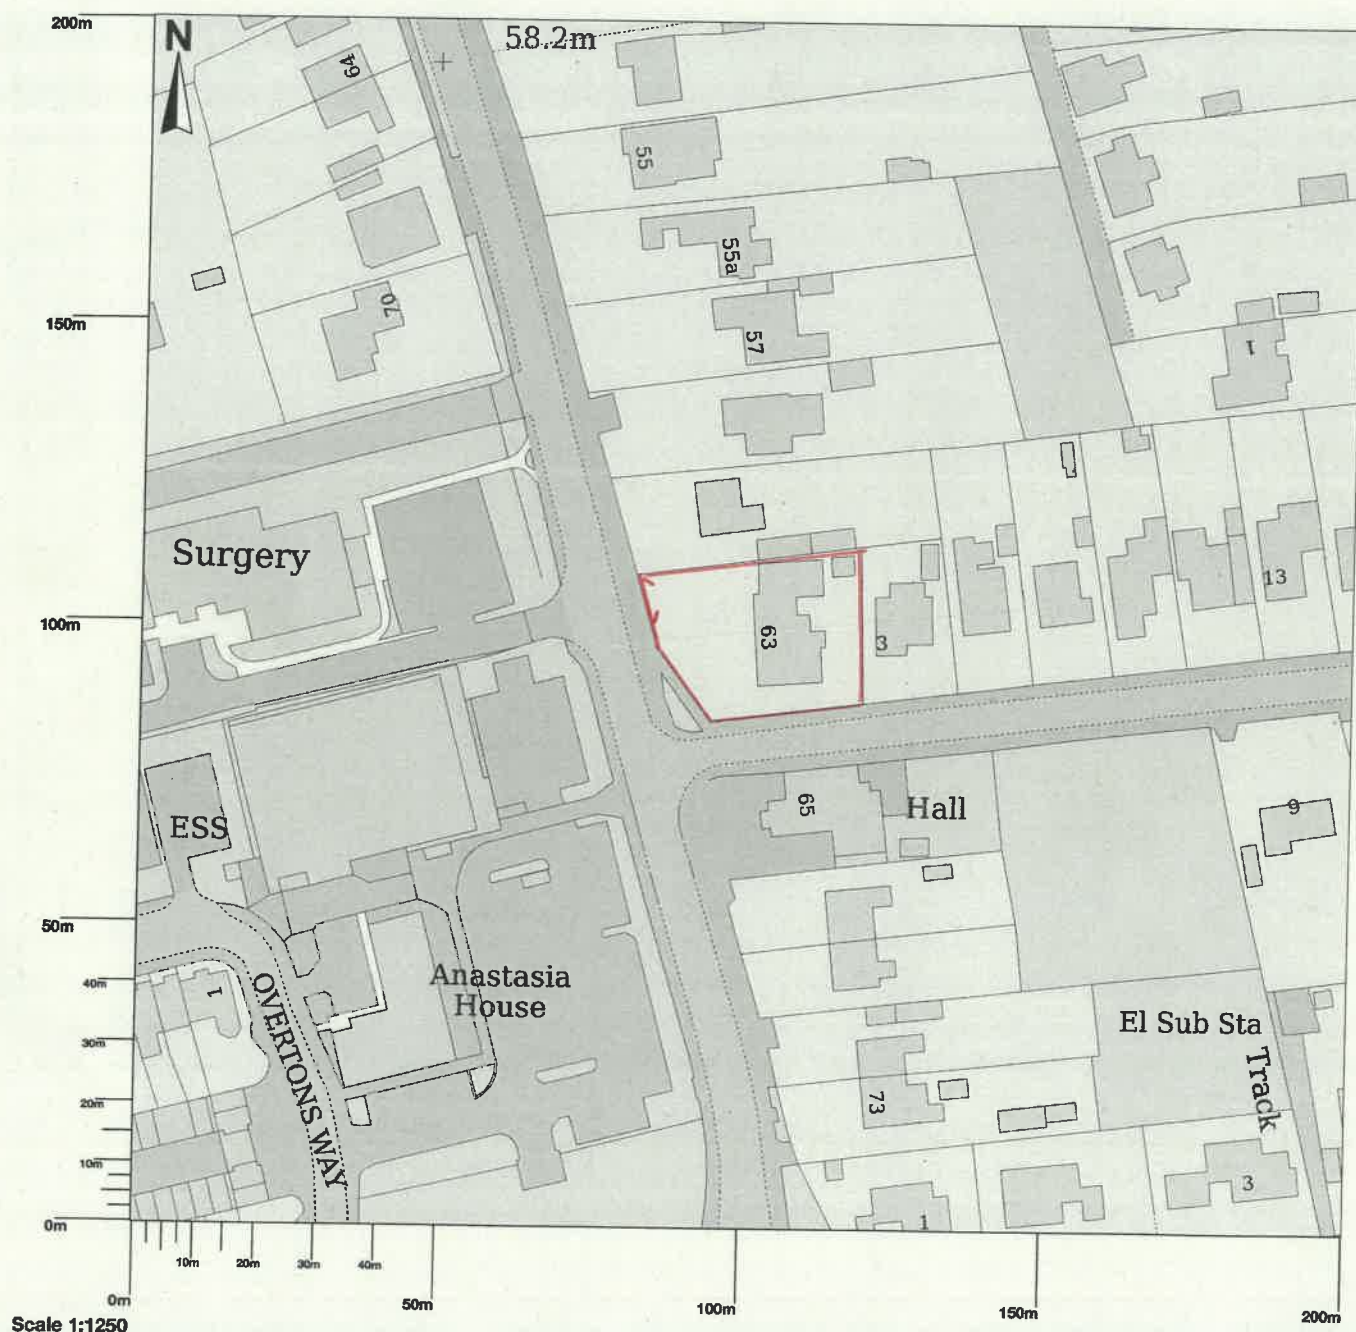 200m
N
58.2m
64
55
55a
70
150m
57
1
Surgery
13
100m
63
3
65
Hall
9
ESS
50m
Anastasia
House
40m
1
OVERTONS WAY
El Sub Sta
30m
Track
20m
73
10m
3
0m
1
10m
20m
30m
40m
0m
50m
100m
150m
200m
Scale 1:1250